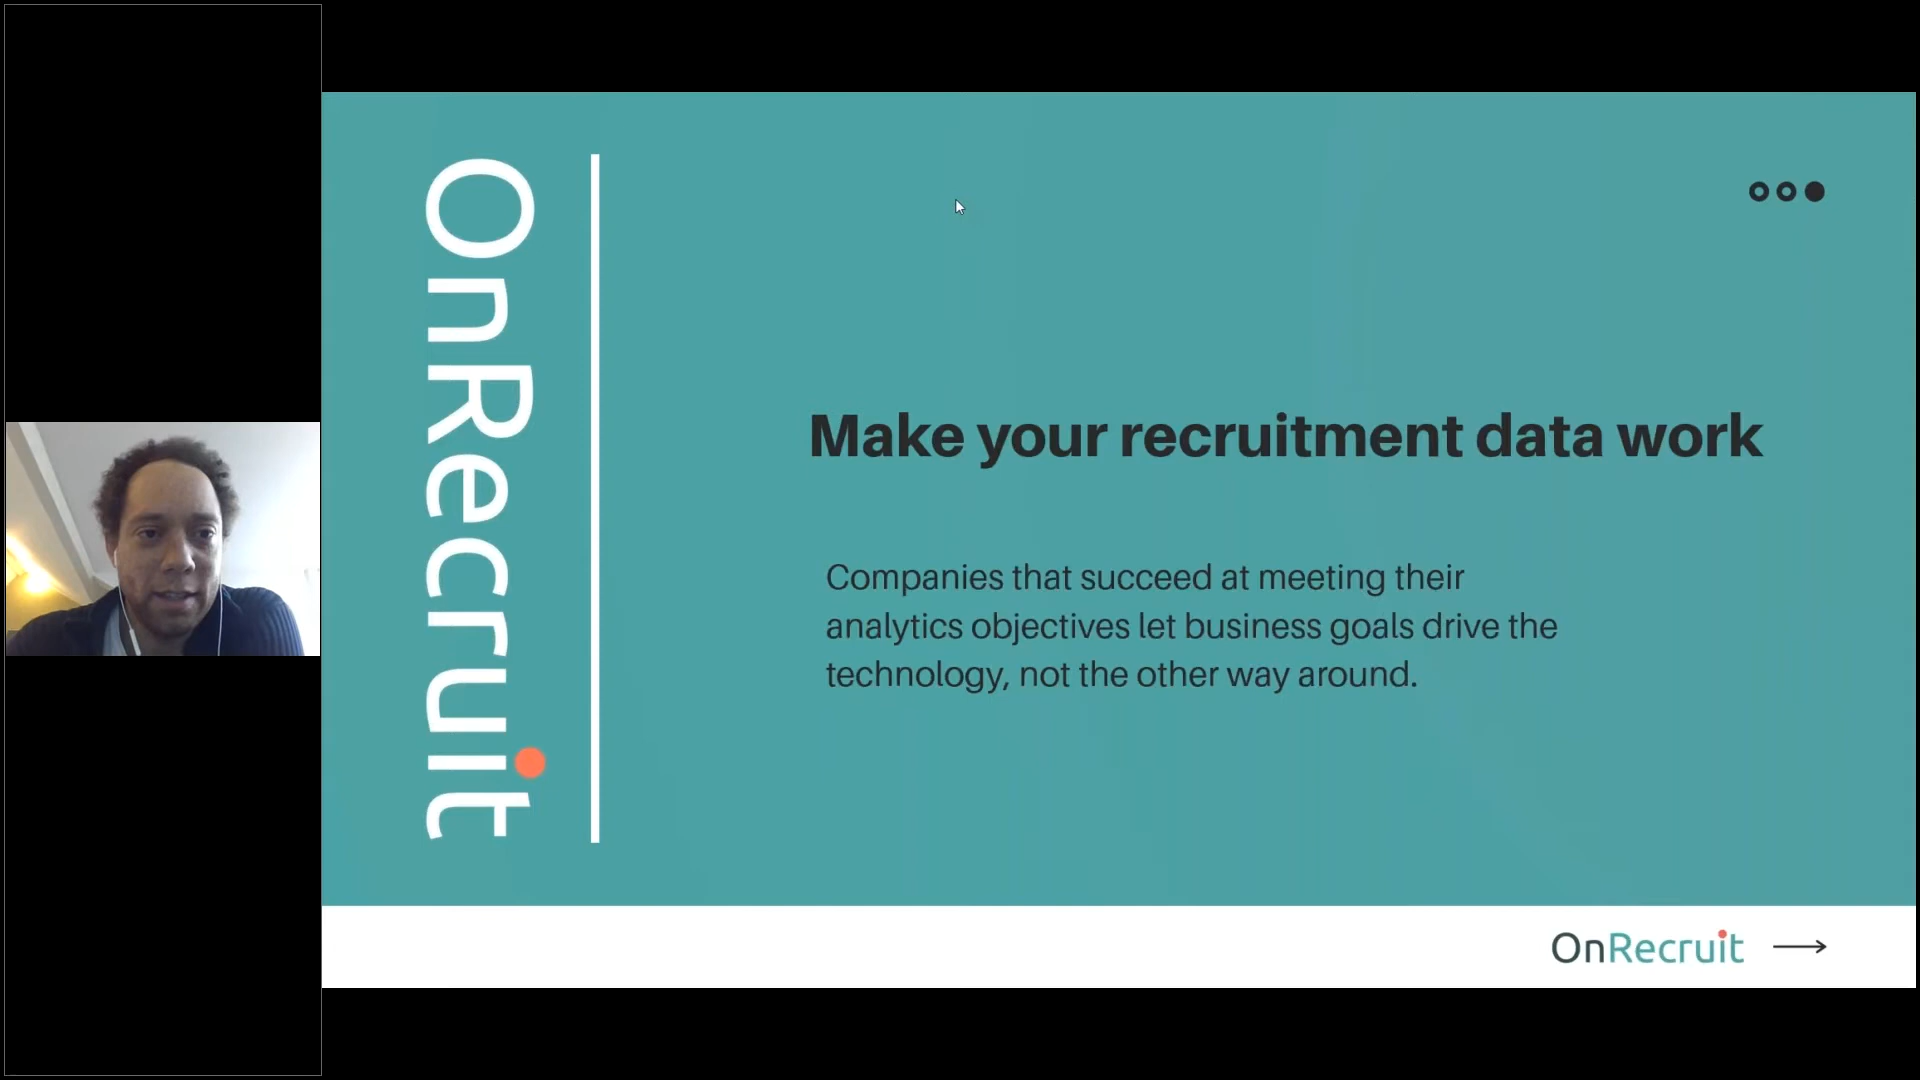 OnRecruit
Make your recruitment data work
Companies that succeed at meeting their
analytics objectives let business goals drive the
technology, not the other way around.
OnRecruit